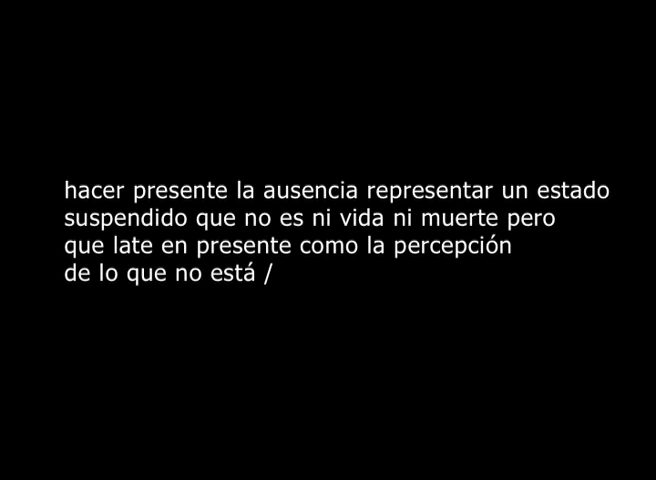 hacer presente la ausencia representar un estado
suspendido que no es ni vida ni muerte pero
que late en presente como la percepción
de lo que no está /